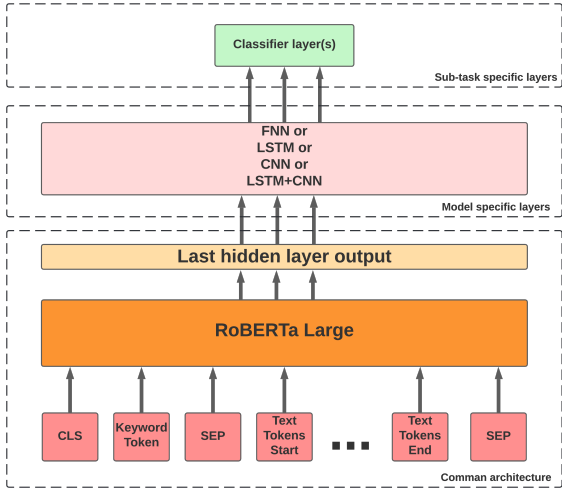 Classifier layer(s)
Sub-task specific layers
FNN or
LSTM or
CNN or
LSTM+CNN
Model specific layers
Last hidden layer output
RoBERTa Large
CLS
Keyword
Token
SEP
Text
Tokens
Start
Text
Tokens
End
SEP
Comman architecture